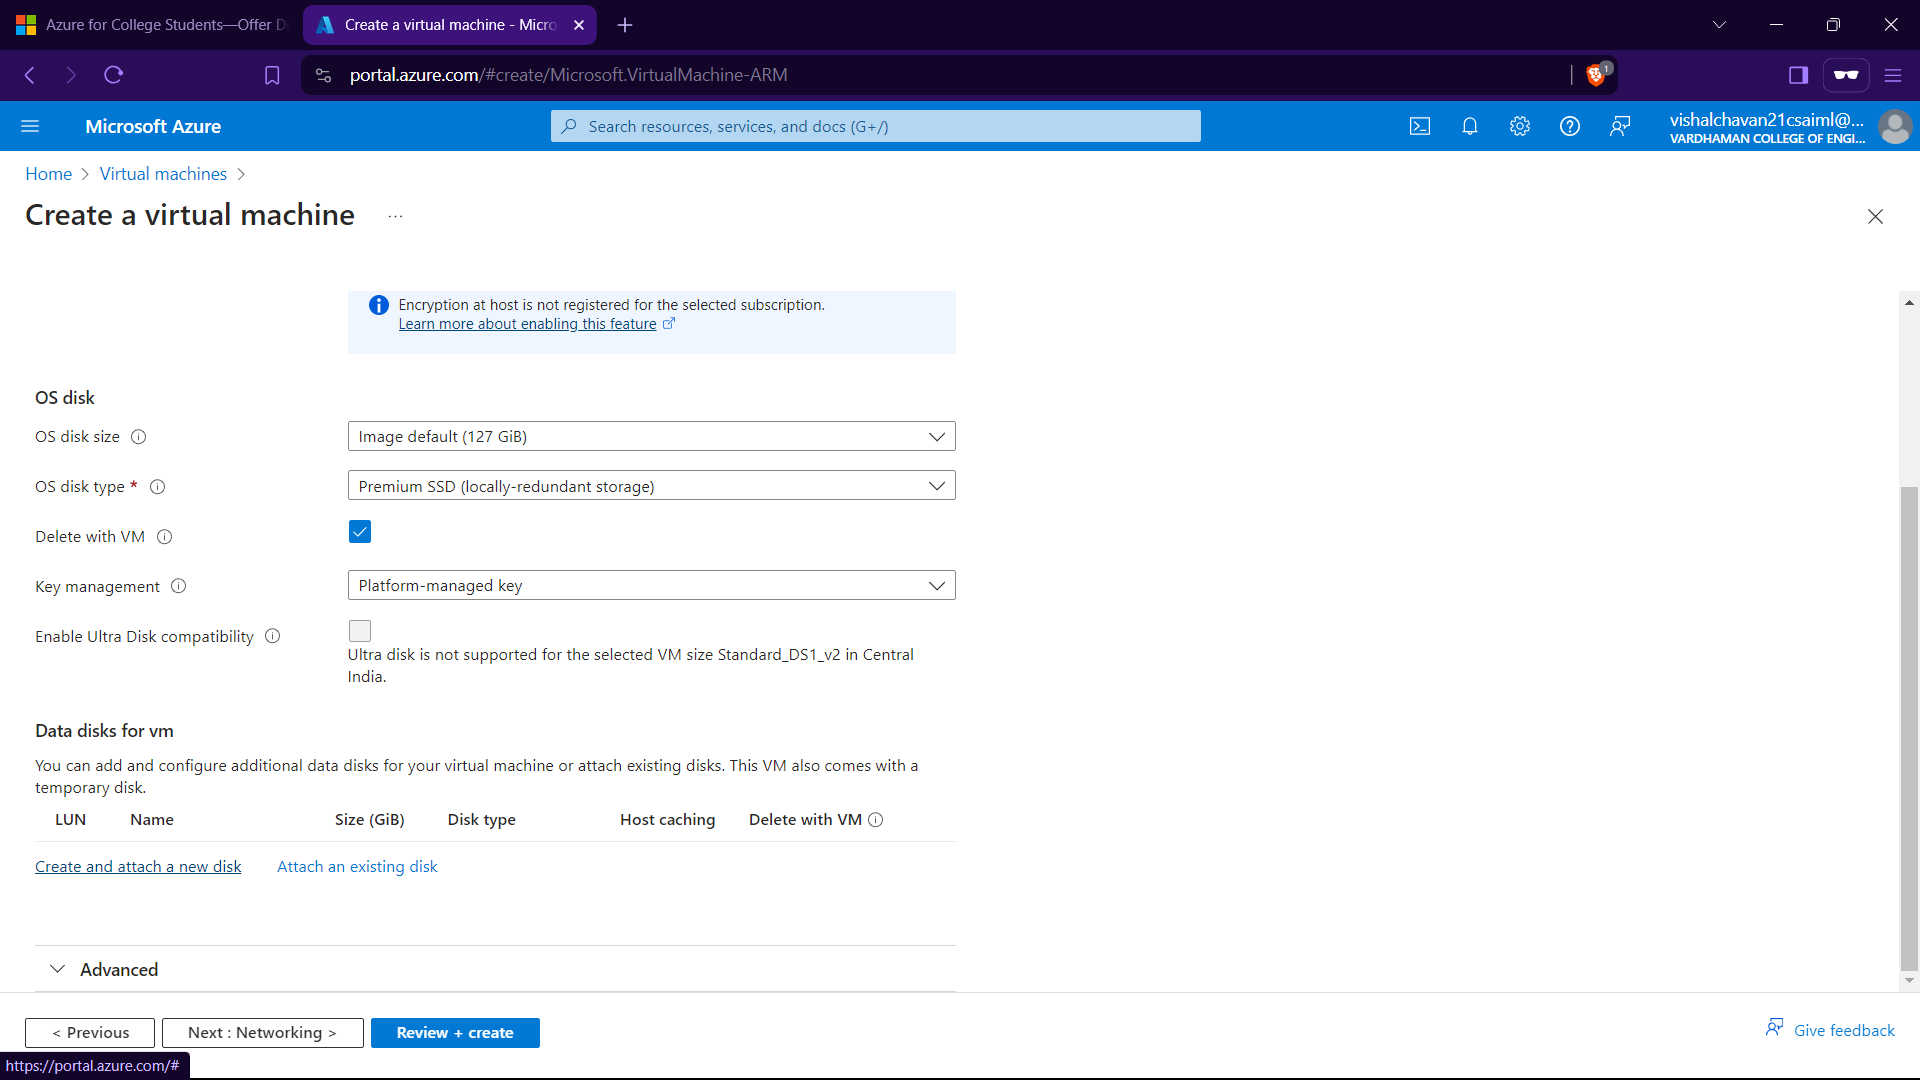 Azure for College Students—Offer D
Create a virtual machine - Micro
portal.azure.com/#create/Microsoft.VirtualMachine-ARM
1
Microsoft Azure
Search resources, services, and docs (G+/)
vishalchavan21csaiml@...
VARDHAMAN COLLEGE OF ENGI...
Home > Virtual machines >
Create a virtual machine ...
Encryption at host is not registered for the selected subscription.
Learn more about enabling this feature
OS disk
OS disk size
Image default (127 GiB)
OS disk type *
Premium SSD (locally-redundant storage)
Delete with VM
Key management
Platform-managed key
Enable Ultra Disk compatibility
Ultra disk is not supported for the selected VM size Standard_DS1_v2 in Central
India.
Data disks for vm
You can add and configure additional data disks for your virtual machine or attach existing disks. This VM also comes with a
temporary disk.
LUN Name Size (GiB) Disk type Host caching Delete with VM
Create and attach a new disk Attach an existing disk
Advanced
< Previous Next : Networking > Review + create
Give feedback
https://portal.azure.com/#